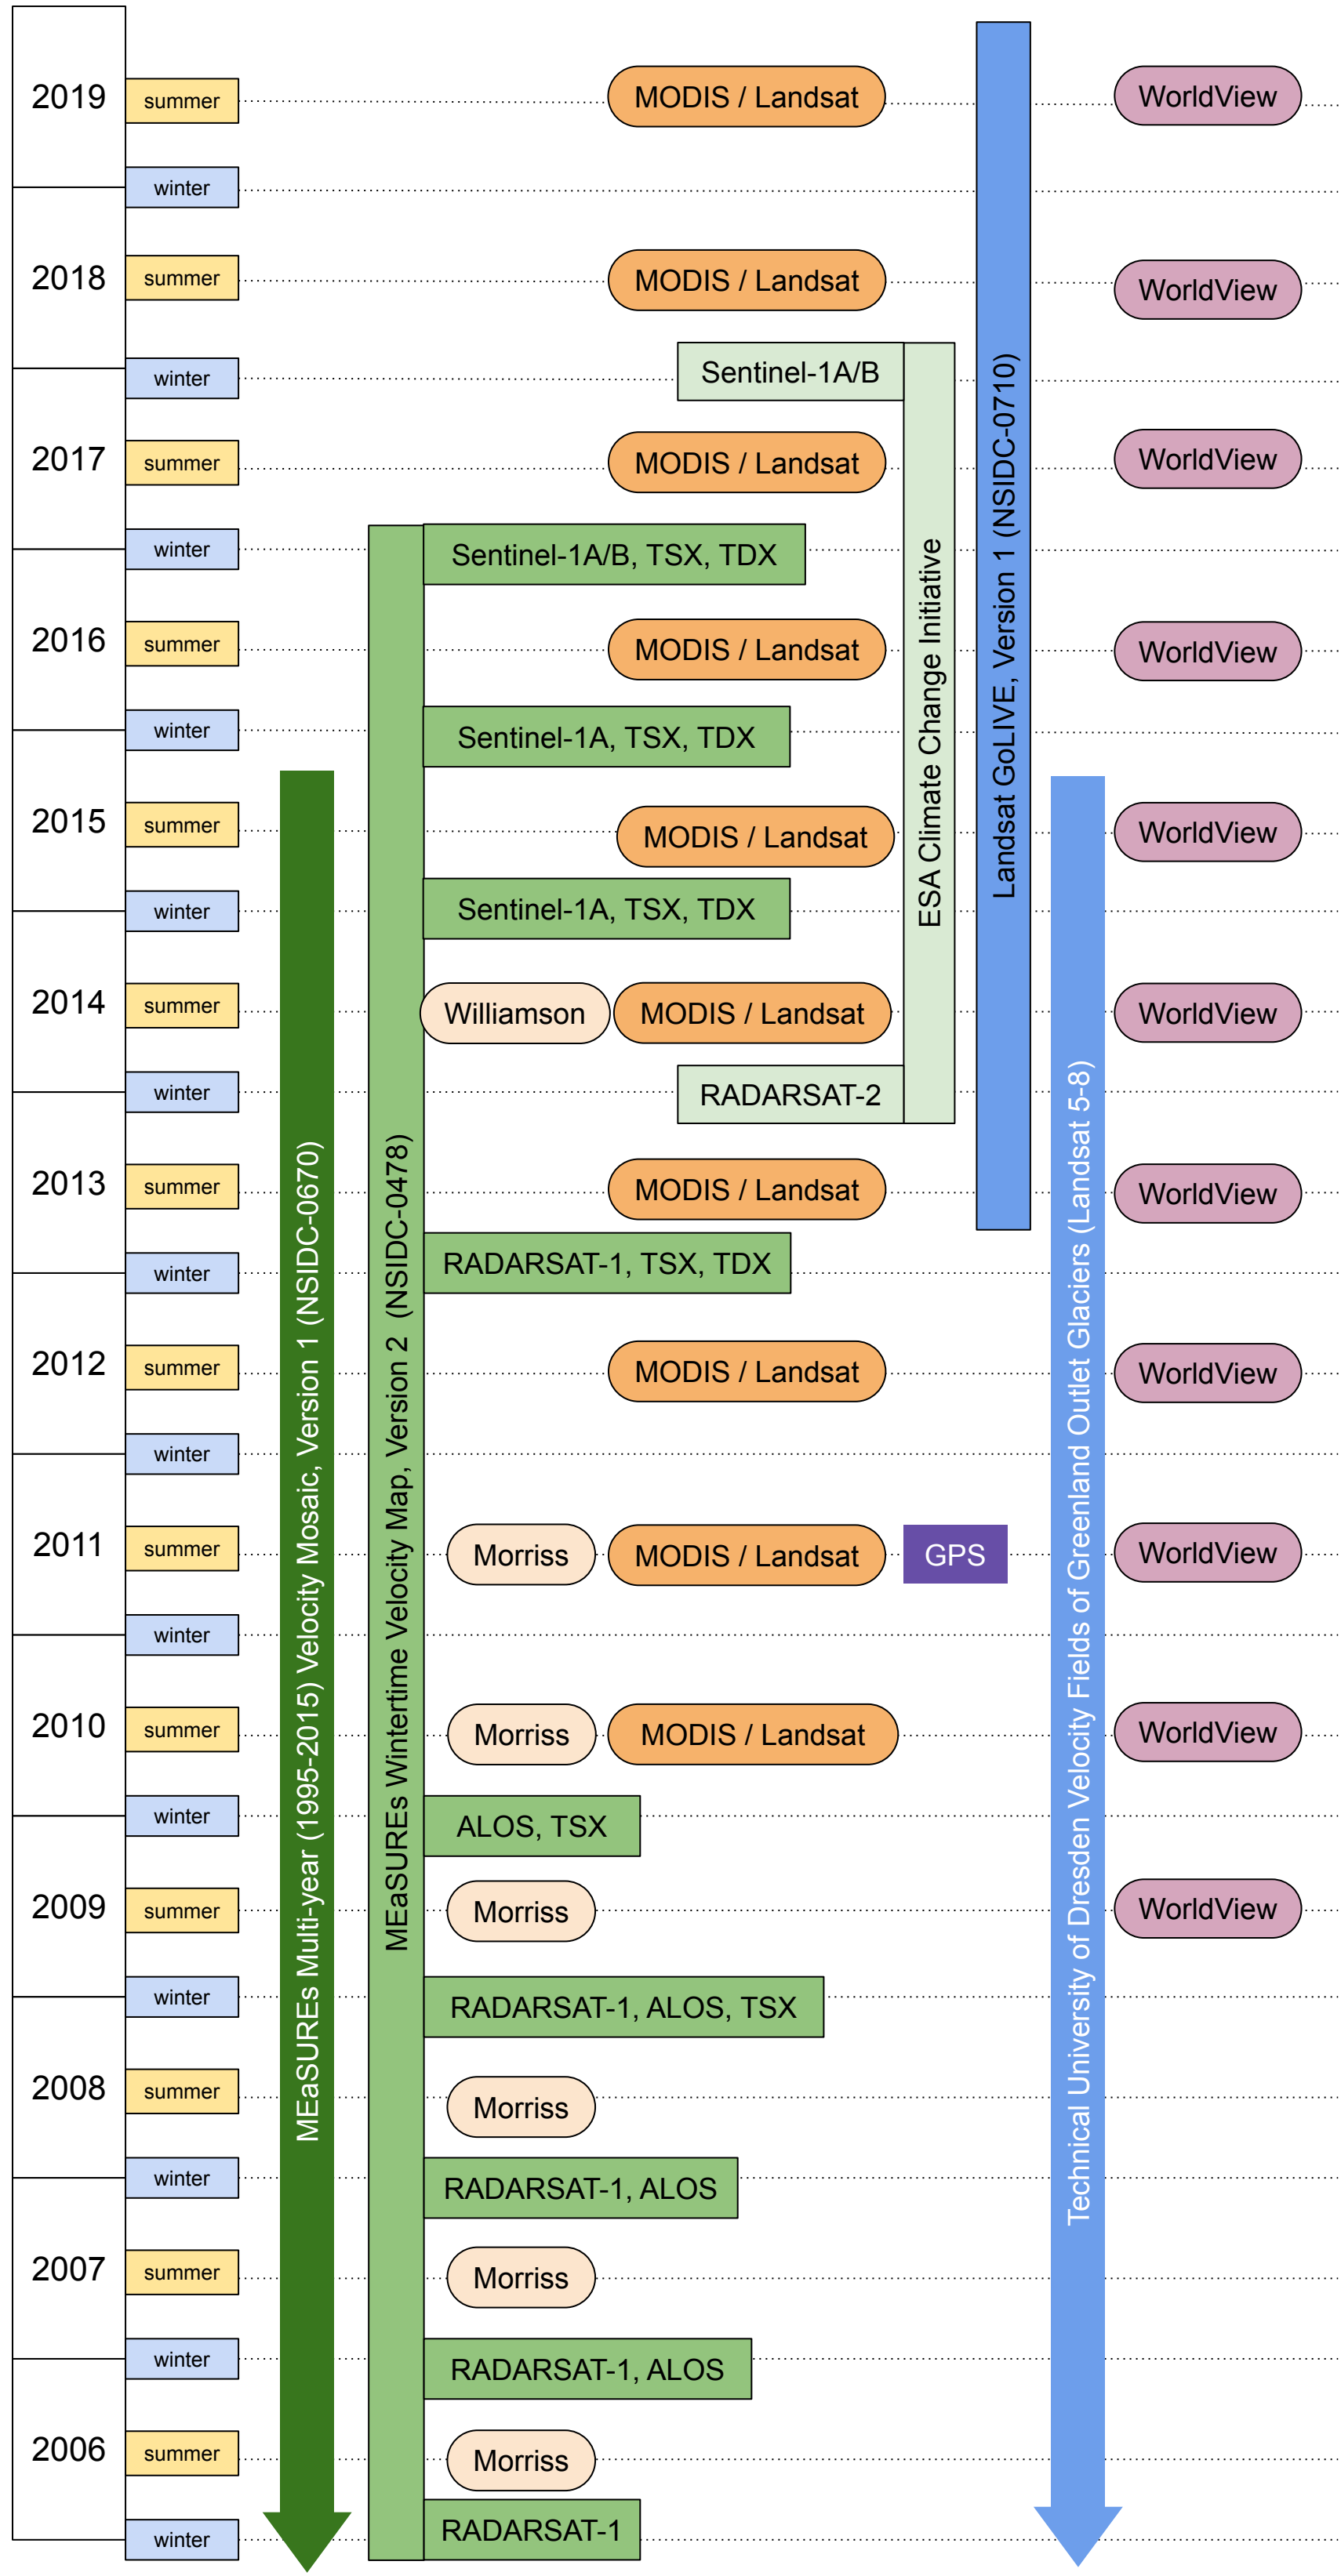 2019
summer
MODIS / Landsat
WorldView
winter
2018
summer
MODIS / Landsat
WorldView
winter
Sentinel-1A/B
2017
summer
MODIS / Landsat
WorldView
winter
Sentinel-1A/B, TSX, TDX
2016
summer
MODIS / Landsat
WorldView
winter
Sentinel-1A, TSX, TDX
2015
summer
MODIS / Landsat
WorldView
winter
Sentinel-1A, TSX, TDX
2014
summer
Williamson
MODIS / Landsat
WorldView
winter
RADARSAT-2
2013
summer
MODIS / Landsat
WorldView
winter
RADARSAT-1, TSX, TDX
2012
summer
MODIS / Landsat
WorldView
winter
2011
summer
Morriss
MODIS / Landsat
GPS
WorldView
winter
2010
summer
Morriss
MODIS / Landsat
WorldView
winter
ALOS, TSX
2009
summer
Morriss
WorldView
winter
RADARSAT-1, ALOS, TSX
2008
summer
Morriss
winter
RADARSAT-1, ALOS
2007
summer
Morriss
winter
RADARSAT-1, ALOS
2006
summer
Morriss
winter
RADARSAT-1
MEaSUREs Multi-year (1995-2015) Velocity Mosaic, Version 1 (NSIDC-0670)
MEaSUREs Wintertime Velocity Map, Version 2 (NSIDC-0478)
ESA Climate Change Initiative
Landsat GoLIVE, Version 1 (NSIDC-0710)
Technical University of Dresden Velocity Fields of Greenland Outlet Glaciers (Landsat 5-8)